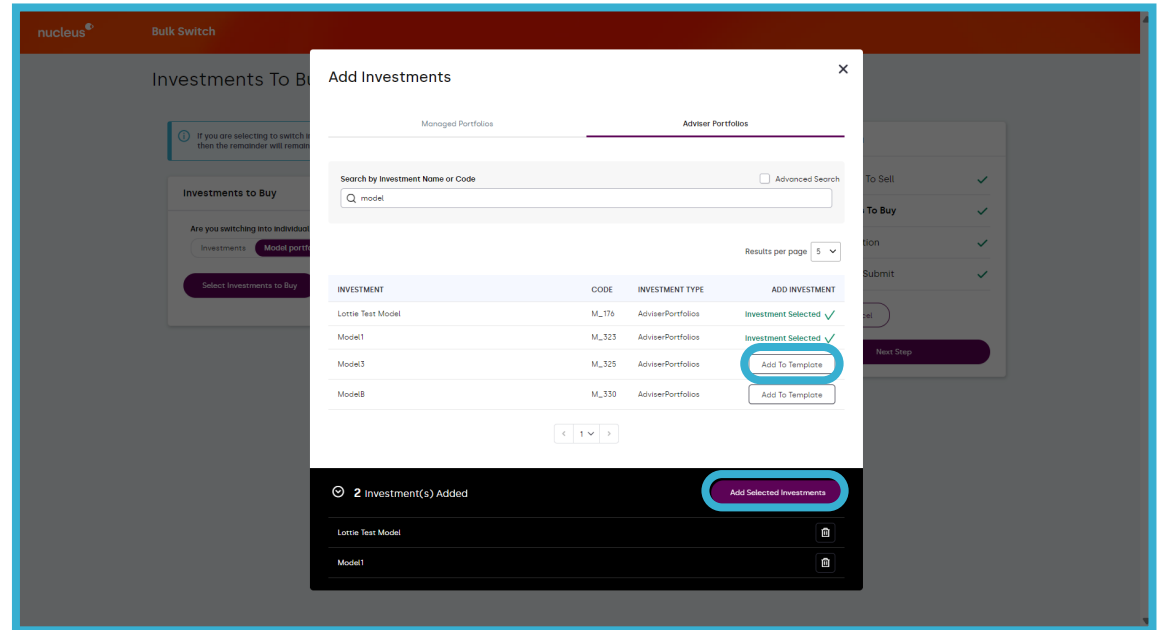 nucleus
Bulk Switch
Investments To Bu
If you are selecting to switch i
then the remainder will remain
Investments to Buy
Are you switching into individual
Investments Model portf
Select Investments to Buy
Add Investments
Managed Portfolios Adviser Portfolios
Search by Investment Name or Code Advanced Search
model
Results per page 5
INVESTMENT CODE INVESTMENT TYPE ADD INVESTMENT
Lottie Test Model M_176 AdviserPortfolios Investment Selected
Model1 M_323 AdviserPortfolios Investment Selected
Model3 M_325 AdviserPortfolios Add To Template
ModelB M_330 AdviserPortfolios Add To Template
< 1 >
2 Investment(s) Added Add Selected Investments
Lottie Test Model
Model1
To Sell
To Buy
tion
Submit
cel
Next Step